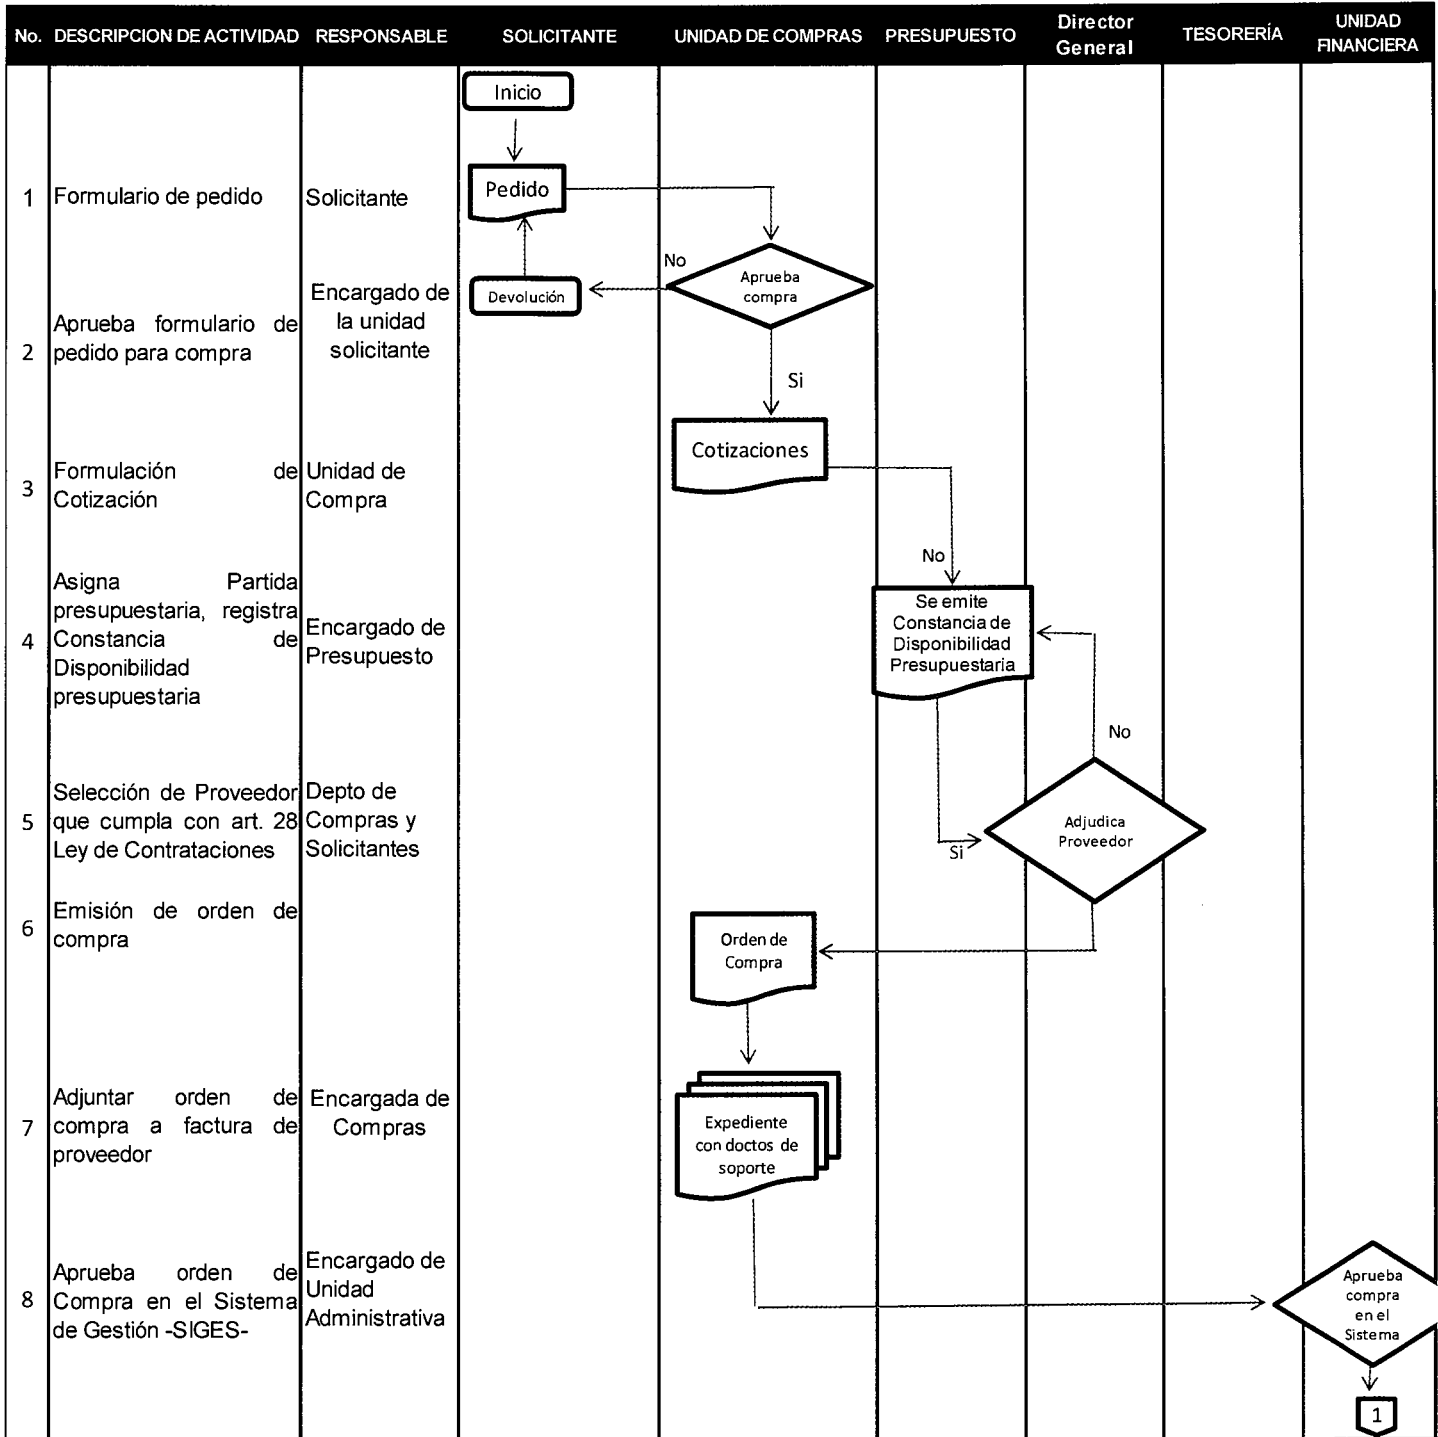 No. DESCRIPCION DE ACTIVIDAD RESPONSABLE SOLICITANTE UNIDAD DE COMPRAS PRESUPUESTO Director General TESORERÍA UNIDAD FINANCIERA
Inicio
1
Formulario de pedido
Solicitante
Pedido
2
Aprueba formulario de
pedido para compra
Encargado de
la unidad
solicitante
Devolución
No
Aprueba
compra
Si
3
Formulación de
Cotización
Unidad de
Compra
Cotizaciones
No
4
Asigna Partida
presupuestaria, registra
Constancia de
Disponibilidad
presupuestaria
Encargado de
Presupuesto
Se emite
Constancia de
Disponibilidad
Presupuestaria
No
5
Selección de Proveedor
que cumpla con art. 28
Ley de Contrataciones
Depto de
Compras y
Solicitantes
Si
Adjudica
Proveedor
6
Emisión de orden de
compra
Orden de
Compra
7
Adjuntar orden de
compra a factura de
proveedor
Encargada de
Compras
Expediente
con doctos de
soporte
8
Aprueba orden de
Compra en el Sistema
de Gestión -SIGES-
Encargado de
Unidad
Administrativa
Aprueba
compra
en el
Sistema
1